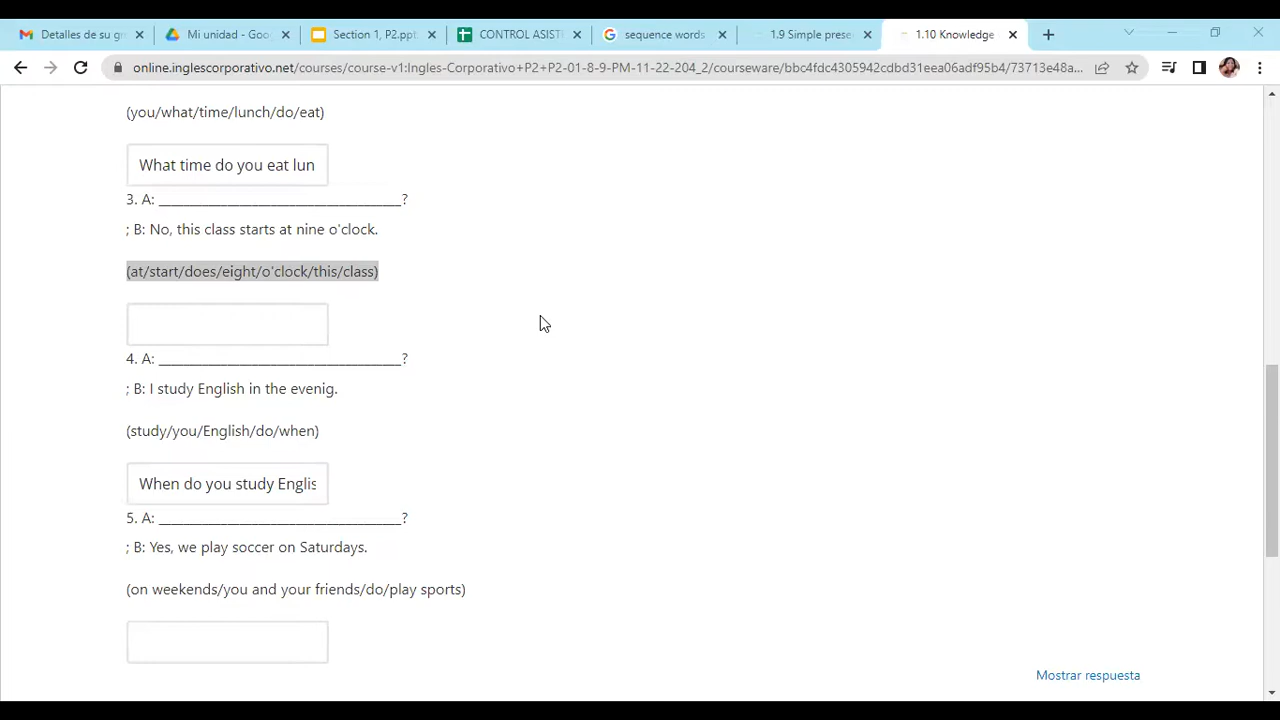 Detalles de su gr
Mi unidad - Goo
Section 1, P2.ppt
CONTROL ASIST
sequence words
1.9 Simple prese
1.10 Knowledge
online.inglescorporativo.net/courses/course-v1:Ingles-Corporativo+P2+P2-01-8-9-PM-11-22-204_2/courseware/bbc4fdc4305942cdbd31eea06adf95b4/73713e48a...
(you/what/time/lunch/do/eat)
What time do you eat lun
3. A: ______________________________?
; B: No, this class starts at nine o'clock.
(at/start/does/eight/o'clock/this/class)
4. A: ______________________________?
; B: I study English in the evenig.
(study/you/English/do/when)
When do you study Englis
5. A: ______________________________?
; B: Yes, we play soccer on Saturdays.
(on weekends/you and your friends/do/play sports)
Mostrar respuesta